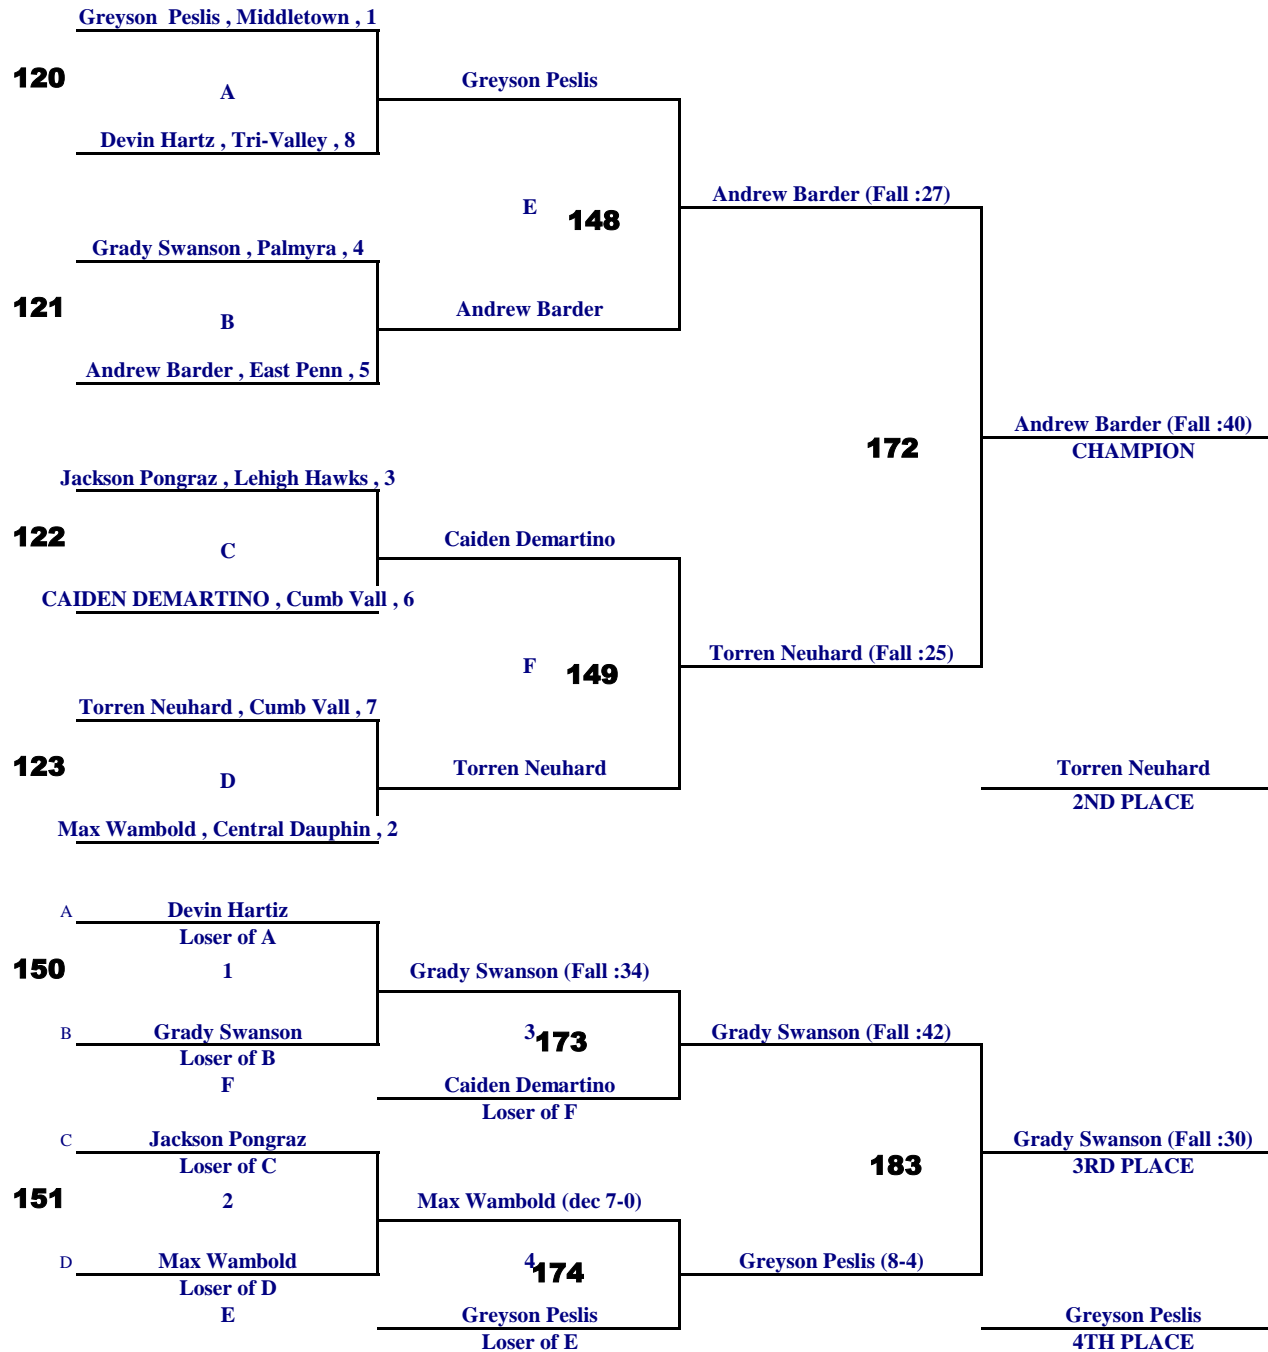 Greyson Peslis , Middletown , 1
120
A
Greyson Peslis
Devin Hartz , Tri-Valley , 8
E
148
Andrew Barder (Fall :27)
Grady Swanson , Palmyra , 4
121
B
Andrew Barder
Andrew Barder , East Penn , 5
172
Andrew Barder (Fall :40)
CHAMPION
Jackson Pongraz , Lehigh Hawks , 3
122
C
Caiden Demartino
CAIDEN DEMARTINO , Cumb Vall , 6
F
149
Torren Neuhard (Fall :25)
Torren Neuhard , Cumb Vall , 7
123
D
Torren Neuhard
Torren Neuhard
2ND PLACE
Max Wambold , Central Dauphin , 2
A
Devin Hartiz
Loser of A
150
1
Grady Swanson (Fall :34)
B
Grady Swanson
Loser of B
3
173
Grady Swanson (Fall :42)
F
Caiden Demartino
Loser of F
C
Jackson Pongraz
Loser of C
183
Grady Swanson (Fall :30)
3RD PLACE
151
2
Max Wambold (dec 7-0)
D
Max Wambold
Loser of D
4
174
Greyson Peslis (8-4)
E
Greyson Peslis
Loser of E
Greyson Peslis
4TH PLACE